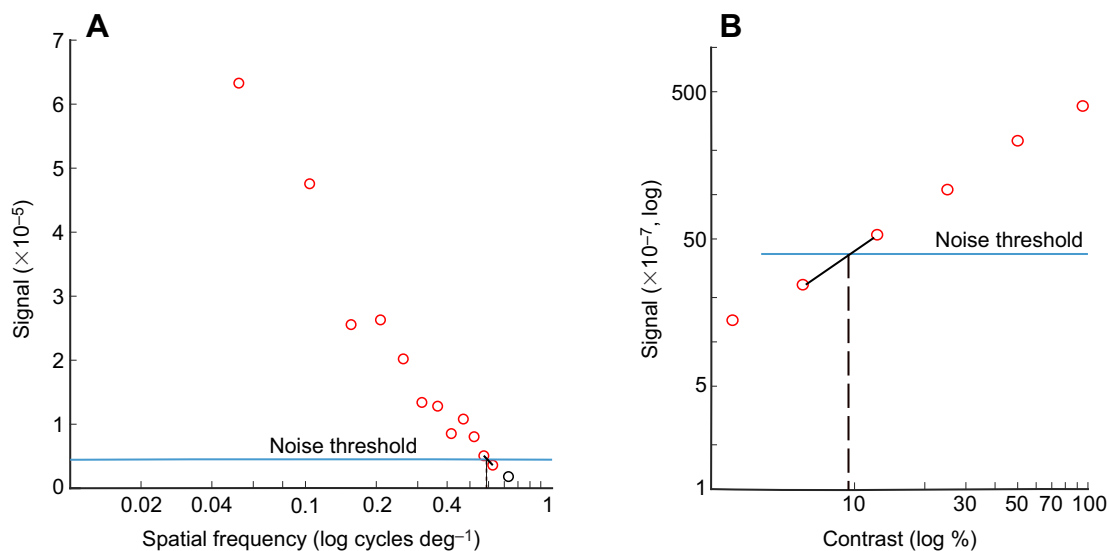 A
7
6
5
4
3
2
1
0
Signal (×10⁻⁵)
Noise threshold
0.02
0.1
0.2
0.4
1
Spatial frequency (log cycles deg⁻¹)
B
500
50
5
1
Signal (×10⁻⁷, log)
Noise threshold
10
30
50
70
100
Contrast (log %)